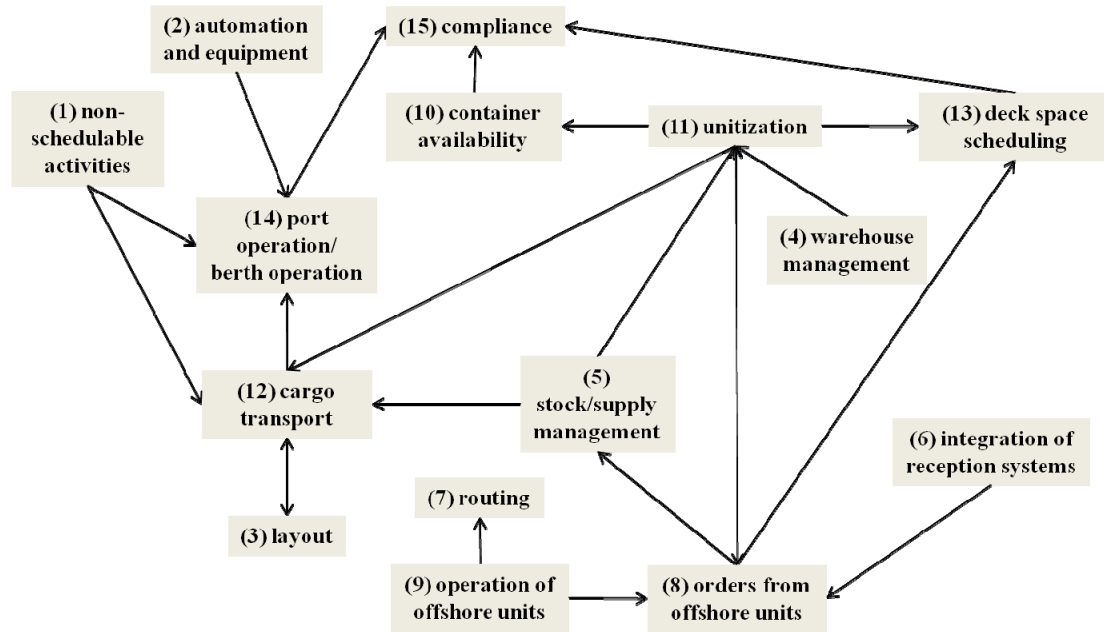 (2) automation
and equipment
(15) compliance
(1) non-
schedulable
activities
(10) container
availability
(11) unitization
(13) deck space
scheduling
(14) port
operation/
berth operation
(4) warehouse
management
(12) cargo
transport
(5)
stock/supply
management
(6) integration of
reception systems
(7) routing
(3) layout
(9) operation of
offshore units
(8) orders from
offshore units